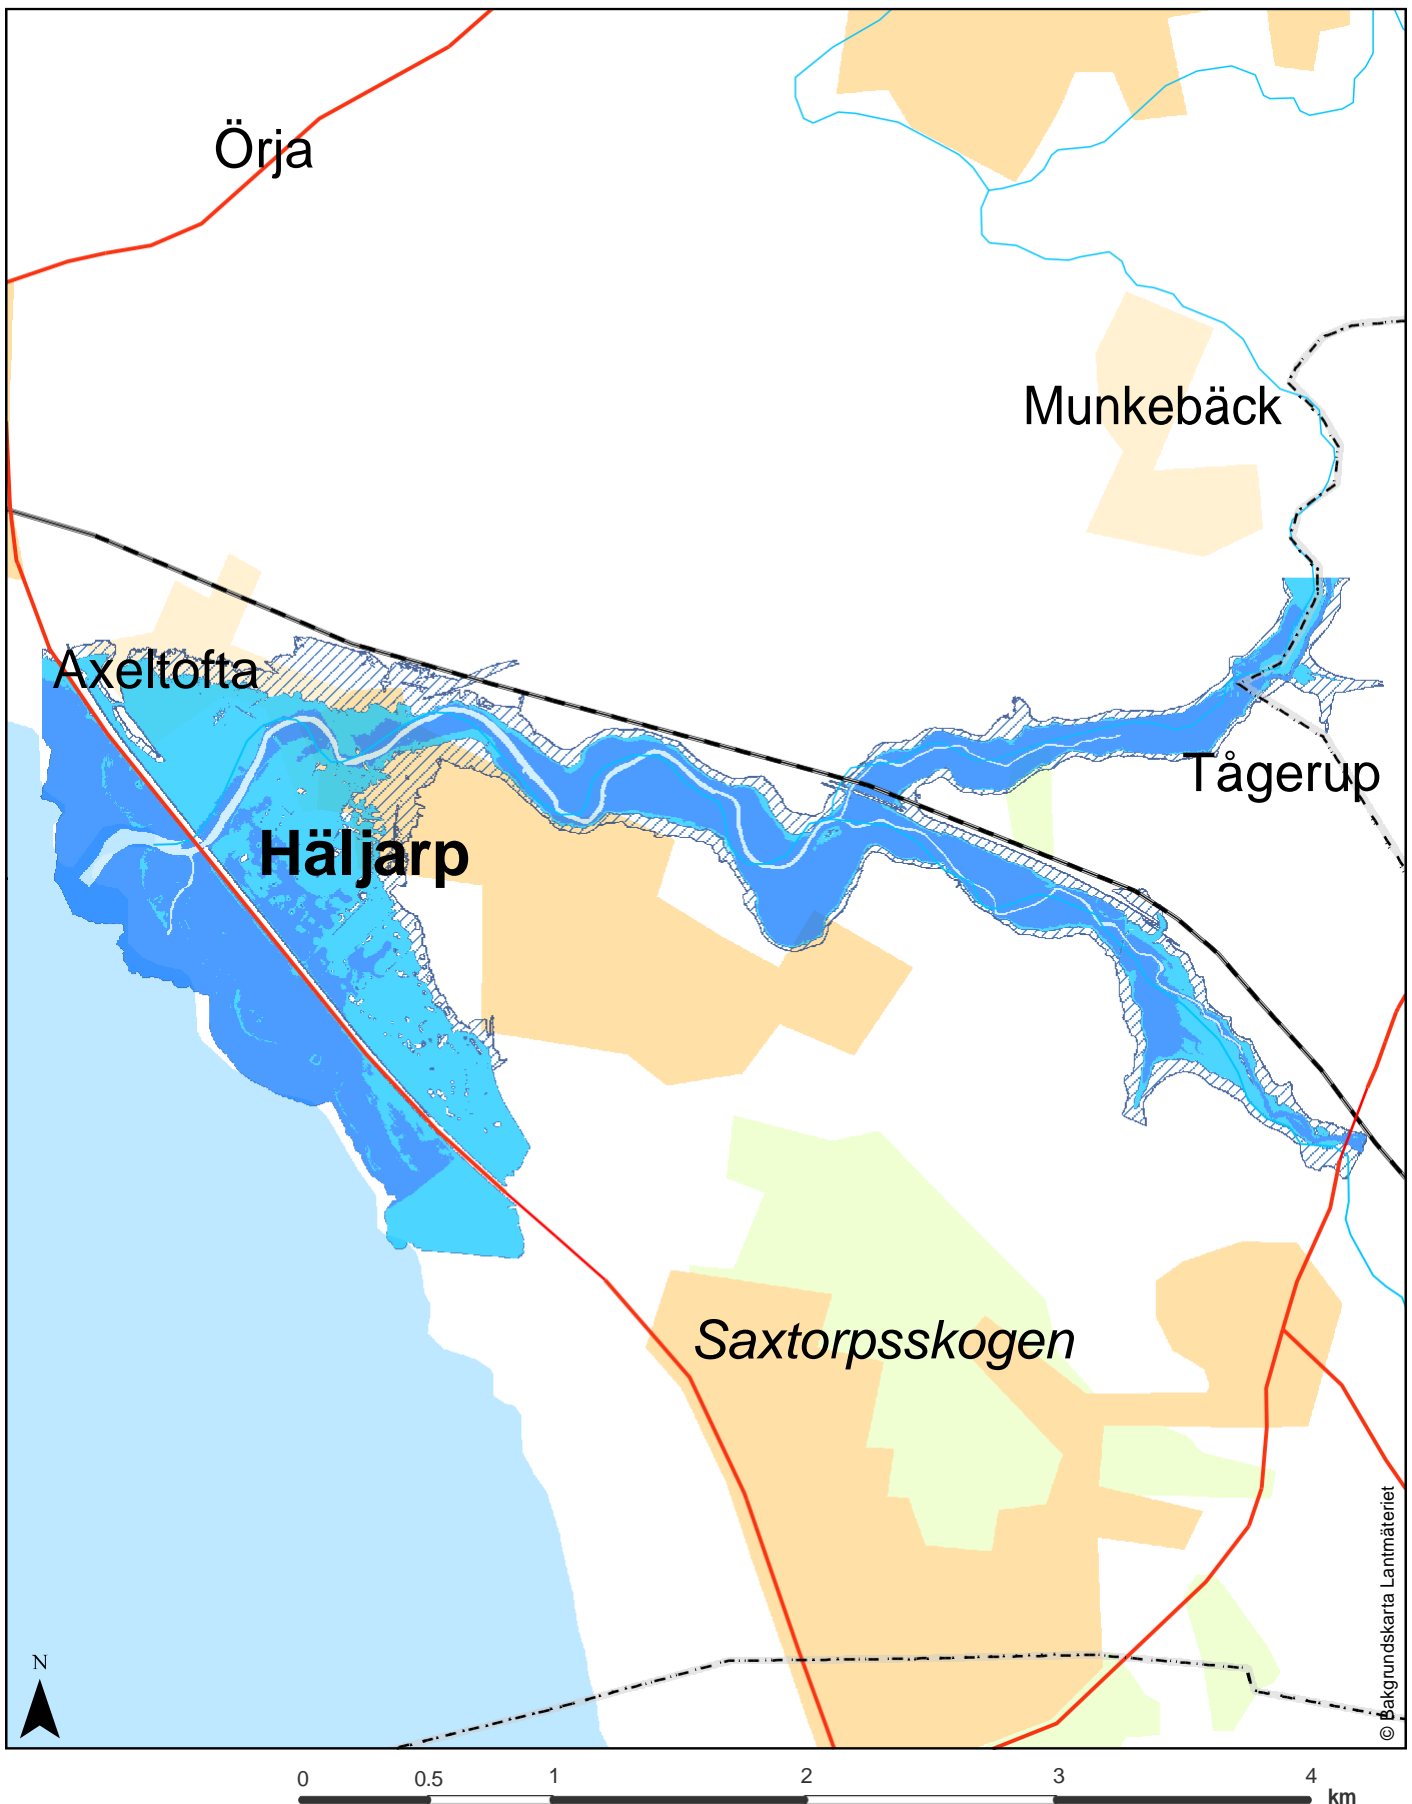 Örja
Munkebäck
Axeltofta
Tågerup
Häljarp
Saxtorpsskogen
© Bakgrundskarta Lantmäteriet
N
0 0.5 1 2 3 4
km